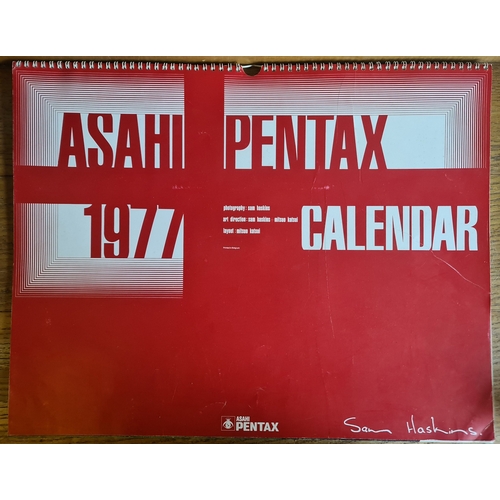 ASAHI PENTAX
1977 CALENDAR
photography : sam haskins
art direction : sam haskins · mitsuo katsui
layout : mitsuo katsui
ASAHI
PENTAX
Sam Haskins.